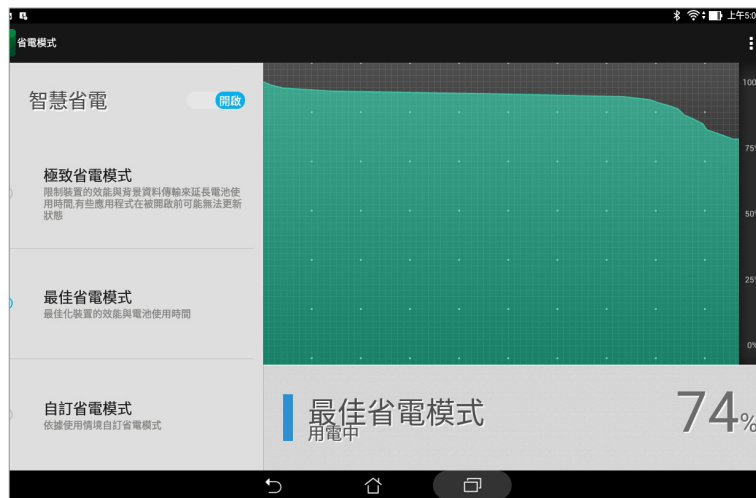 上午5:0
省電模式
智慧省電
開啟
極致省電模式
限制裝置的效能與背景資料傳輸來延長電池使
用時間,有些應用程式在被開啟前可能無法更新
狀態
最佳省電模式
最佳化裝置的效能與電池使用時間
自訂省電模式
依據使用情境自訂省電模式
100
75%
50%
25%
0%
最佳省電模式
用電中
74%